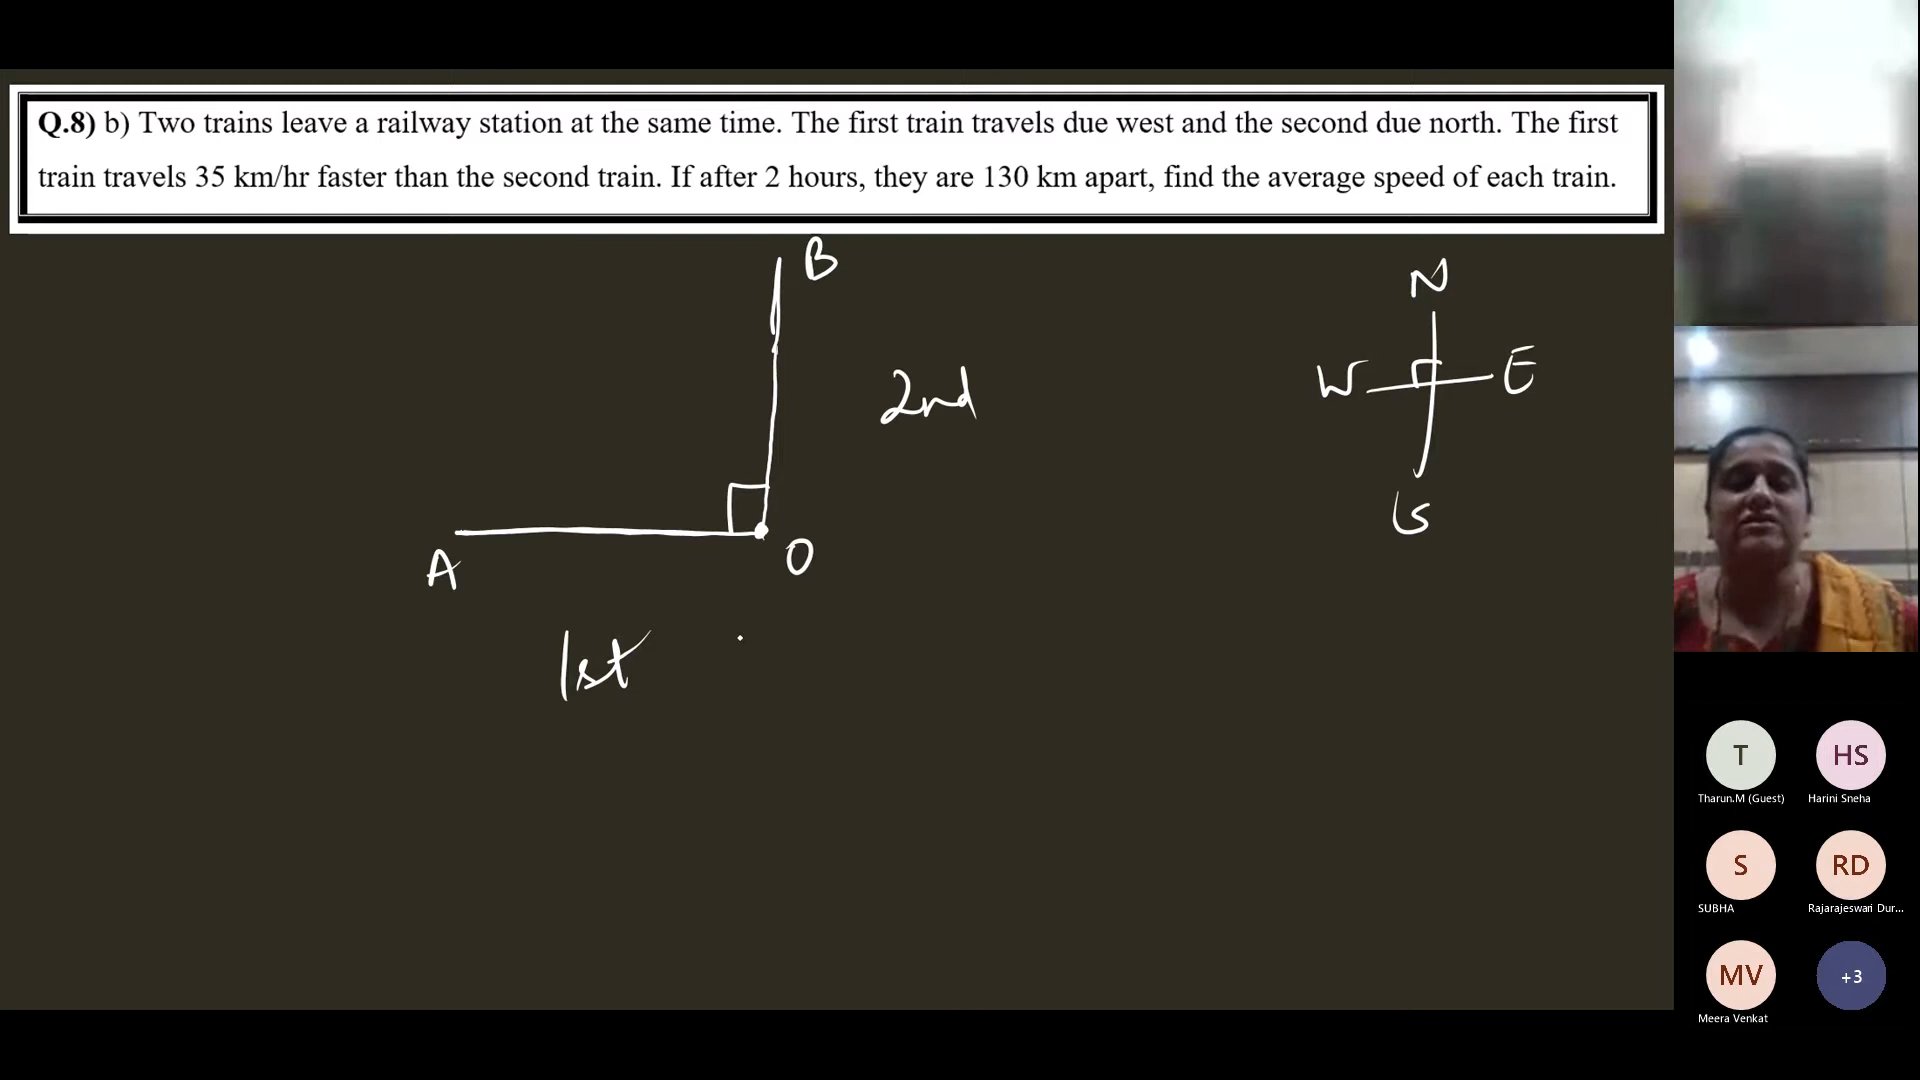 Q.8) b) Two trains leave a railway station at the same time. The first train travels due west and the second due north. The first
train travels 35 km/hr faster than the second train. If after 2 hours, they are 130 km apart, find the average speed of each train.
B
N
W E
2nd
S
A O
1st
T HS
Tharun.M (Guest) Harini Sneha
S RD
SUBHA Rajarajeswari Dur...
MV +3
Meera Venkat